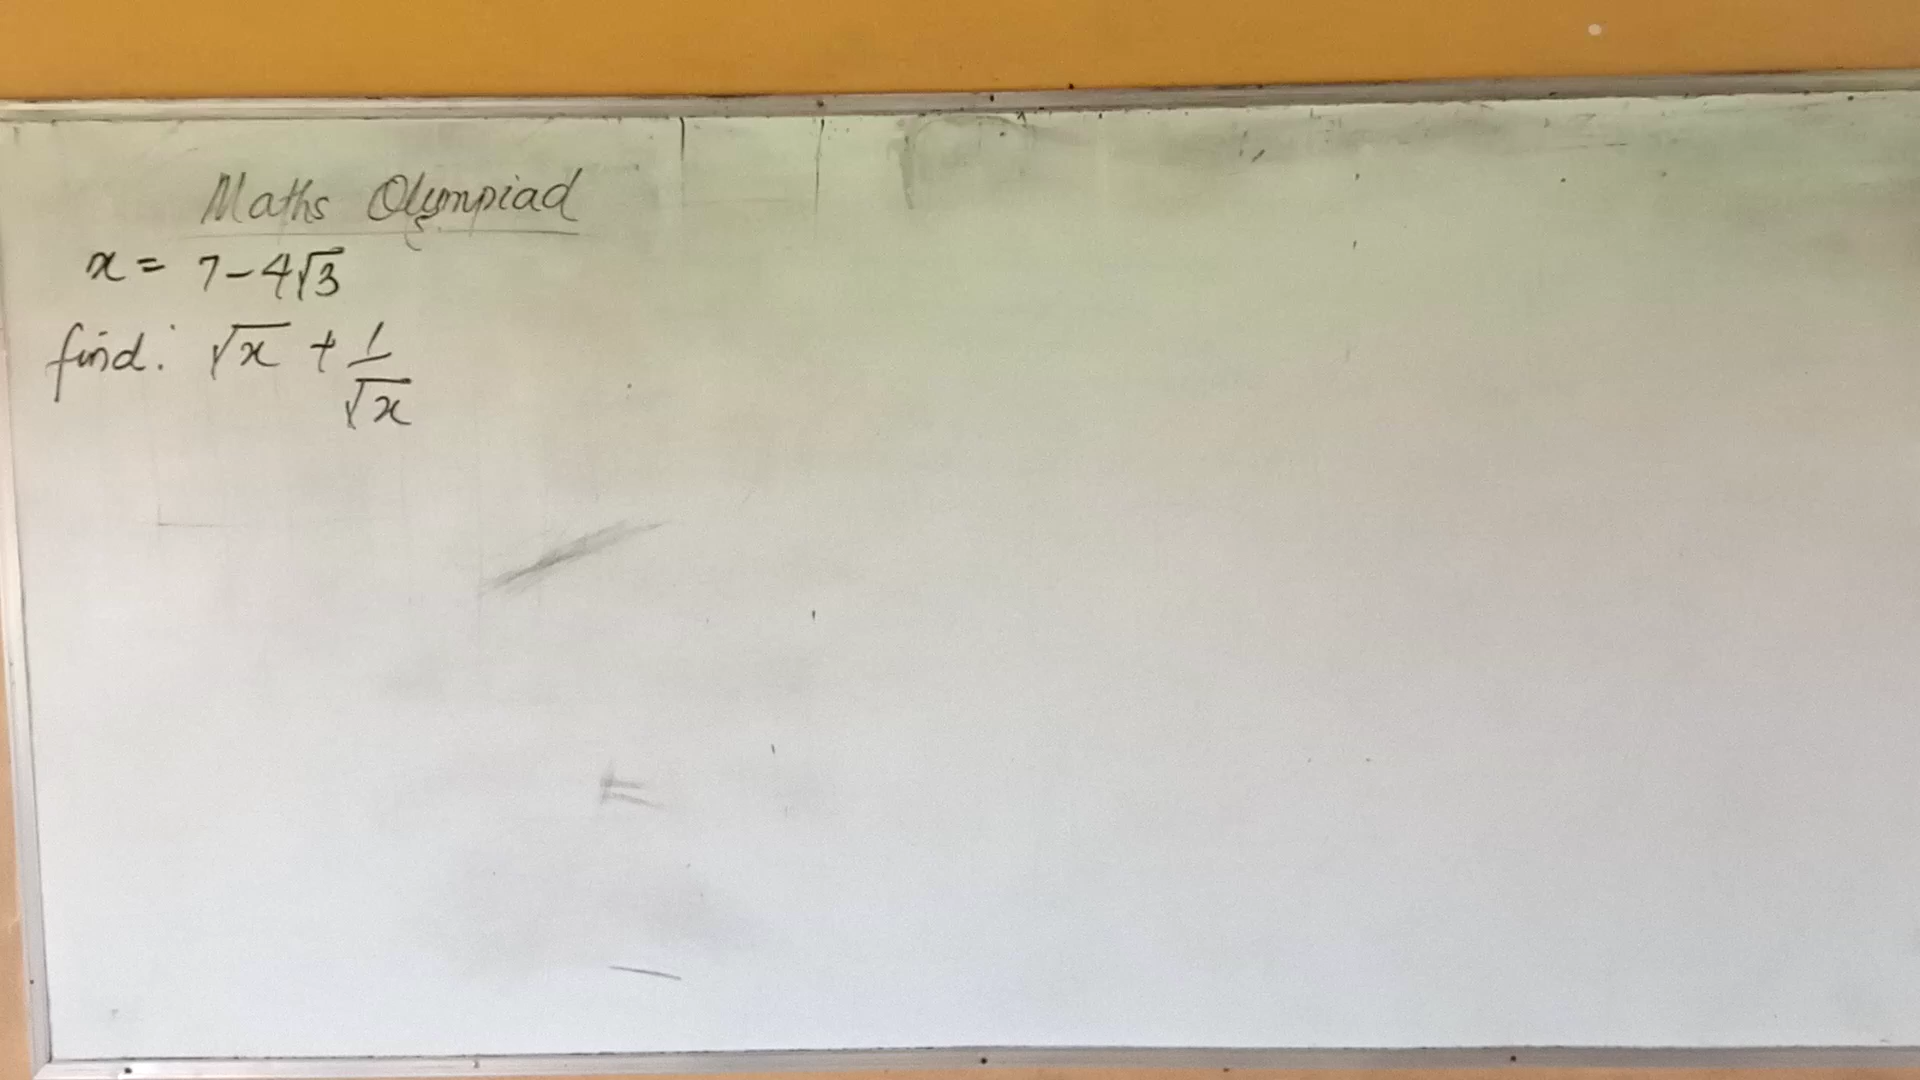 Maths Olympiad
x = 7 - 4√3
find: √x + 1/√x